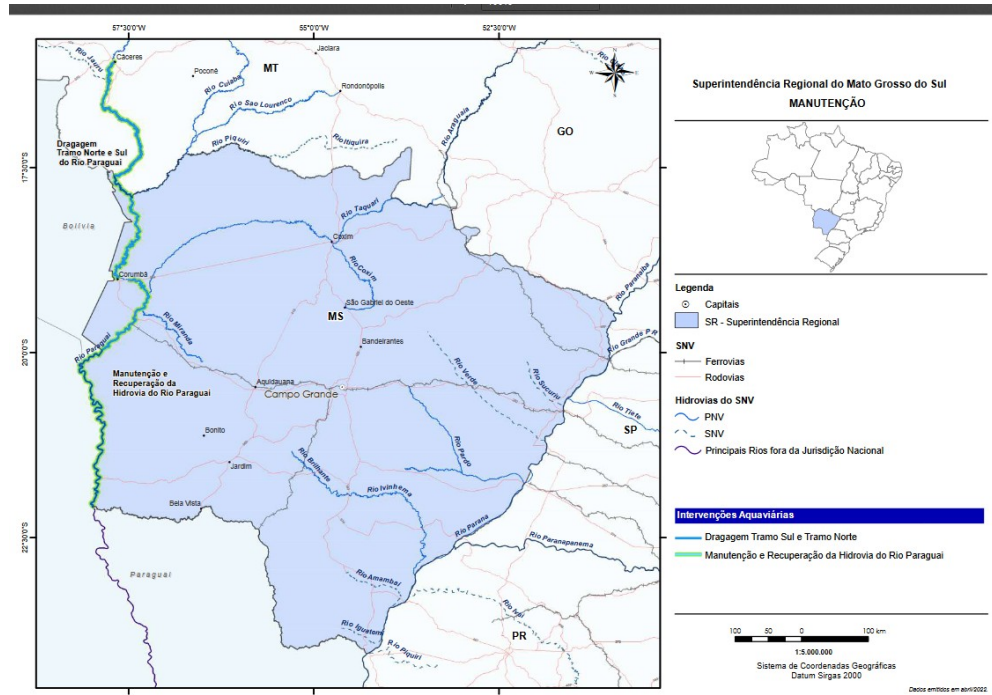 57°30'0"W
55°0'0"W
52°30'0"W
Cáceres
Jaciara
Rio Jauru
Poconé
MT
Rio Cuiabá
Rio Sao Lourenco
Rondonópolis
Rio Araguaia
GO
Rio Piquiri
Rio Itiquira
Dragagem
Tramo Norte e Sul
do Rio Paraguai
17°30'0"S
Bolívia
Rio Taquari
Coxim
Rio Coxim
Corumbá
São Gabriel do Oeste
Rio Paranaíba
MS
Rio Miranda
Bandeirantes
Rio Grande PR
20°0'0"S
Rio Paraguai
Rio Verde
Rio Sucuriu
Manutenção e
Recuperação da
Hidrovia do Rio Paraguai
Aquidauana
Campo Grande
Rio Tiete
SP
Bonito
Rio Pardo
Jardim
Rio Brilhante
Rio Ivinhema
Bela Vista
22°30'0"S
Rio Parana
Rio Paranapanema
Paraguai
Rio Amambai
Rio Ivai
Rio Iguatemi
PR
Rio Piquiri
Superintendência Regional do Mato Grosso do Sul
MANUTENÇÃO
Legenda
Capitais
SR - Superintendência Regional
SNV
Ferrovias
Rodovias
Hidrovias do SNV
PNV
SNV
Principais Rios fora da Jurisdição Nacional
Intervenções Aquaviárias
Dragagem Tramo Sul e Tramo Norte
Manutenção e Recuperação da Hidrovia do Rio Paraguai
100 50 0 100 km
1:5.000.000
Sistema de Coordenadas Geográficas
Datum Sirgas 2000
Dados emitidos em abril/2022.